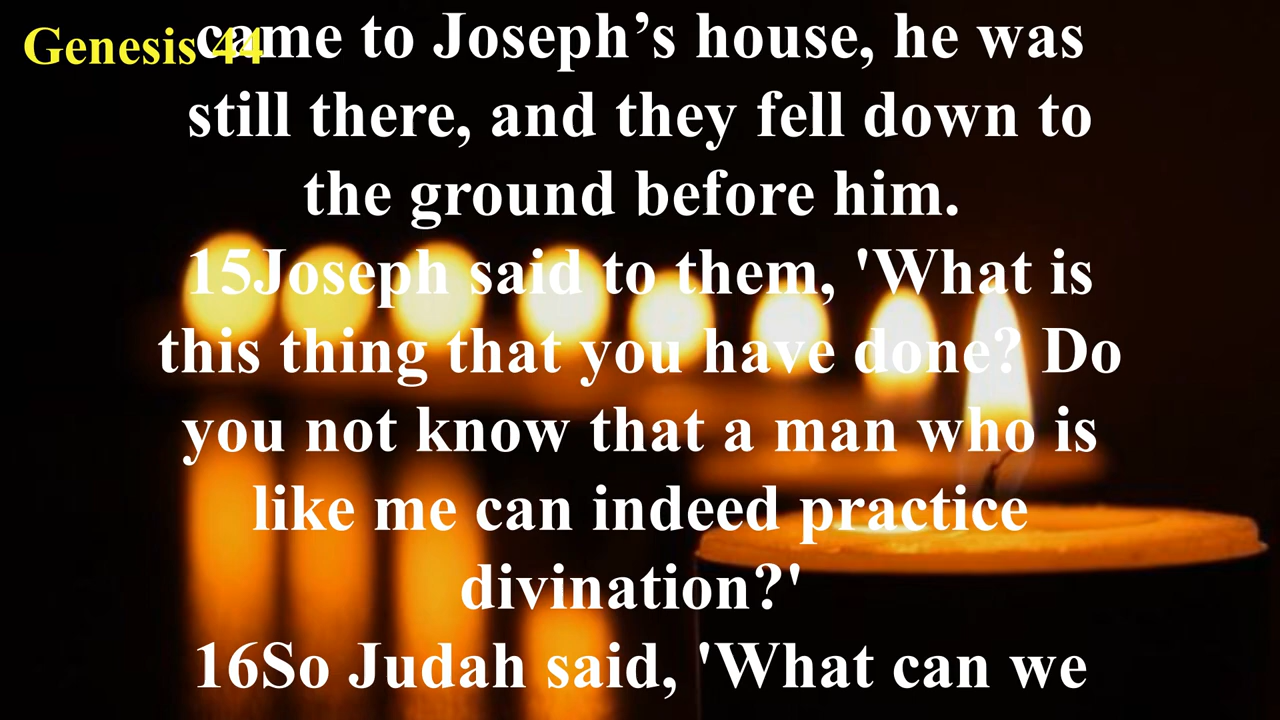 Genesis 44
came to Joseph’s house, he was
still there, and they fell down to
the ground before him.
15Joseph said to them, 'What is
this thing that you have done? Do
you not know that a man who is
like me can indeed practice
divination?'
16So Judah said, 'What can we